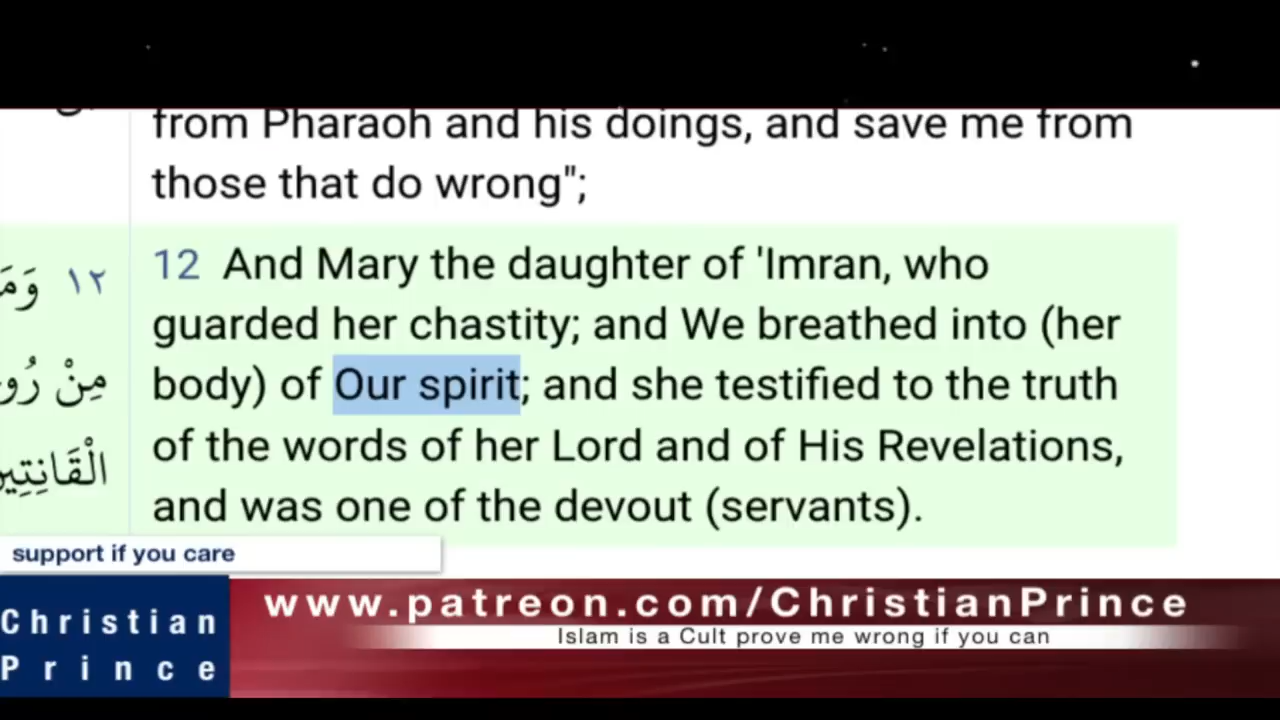 from Pharaoh and his doings, and save me from
those that do wrong";
12 And Mary the daughter of 'Imran, who
guarded her chastity; and We breathed into (her
body) of Our spirit; and she testified to the truth
of the words of her Lord and of His Revelations,
and was one of the devout (servants).
١٢
مِنْ
support if you care
Christian
Prince
www.patreon.com/ChristianPrince
Islam is a Cult prove me wrong if you can